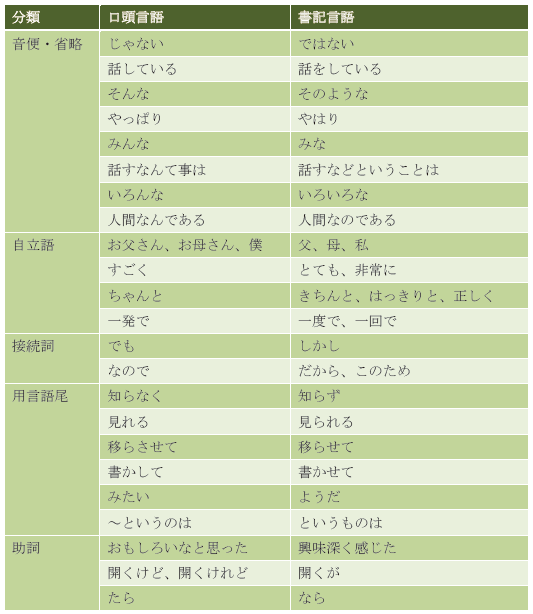 分類 口頭言語 書記言語
音便・省略 じゃない ではない
話している 話をしている
そんな そのような
やっぱり やはり
みんな みな
話すなんて事は 話すなどということは
いろんな いろいろな
人間なんである 人間なのである
自立語 お父さん、お母さん、僕 父、母、私
すごく とても、非常に
ちゃんと きちんと、はっきりと、正しく
一発で 一度で、一回で
接続詞 でも しかし
なので だから、このため
用言語尾 知らなく 知らず
見れる 見られる
移らさせて 移らせて
書かして 書かせて
みたい ようだ
～というのは というものは
助詞 おもしろいなと思った 興味深く感じた
開くけど、開くけれど 開くが
たら なら